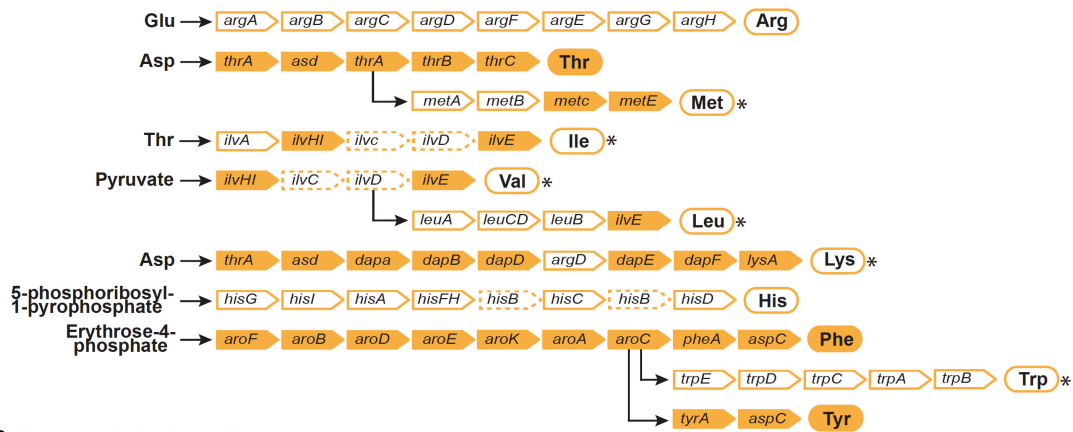 Glu argA argB argC argD argF argE argG argH Arg
Asp thrA asd thrA thrB thrC Thr
metA metB metc metE Met *
Thr ilvA ilvHI ilvc ilvD ilvE Ile *
Pyruvate ilvHI ilvC ilvD ilvE Val *
leuA leuCD leuB ilvE Leu *
Asp thrA asd dapa dapB dapD argD dapE dapF lysA Lys *
5-phosphoribosyl-
1-pyrophosphate hisG hisI hisA hisFH hisB hisC hisB hisD His
Erythrose-4-
phosphate aroF aroB aroD aroE aroK aroA aroC pheA aspC Phe
trpE trpD trpC trpA trpB Trp *
tyrA aspC Tyr